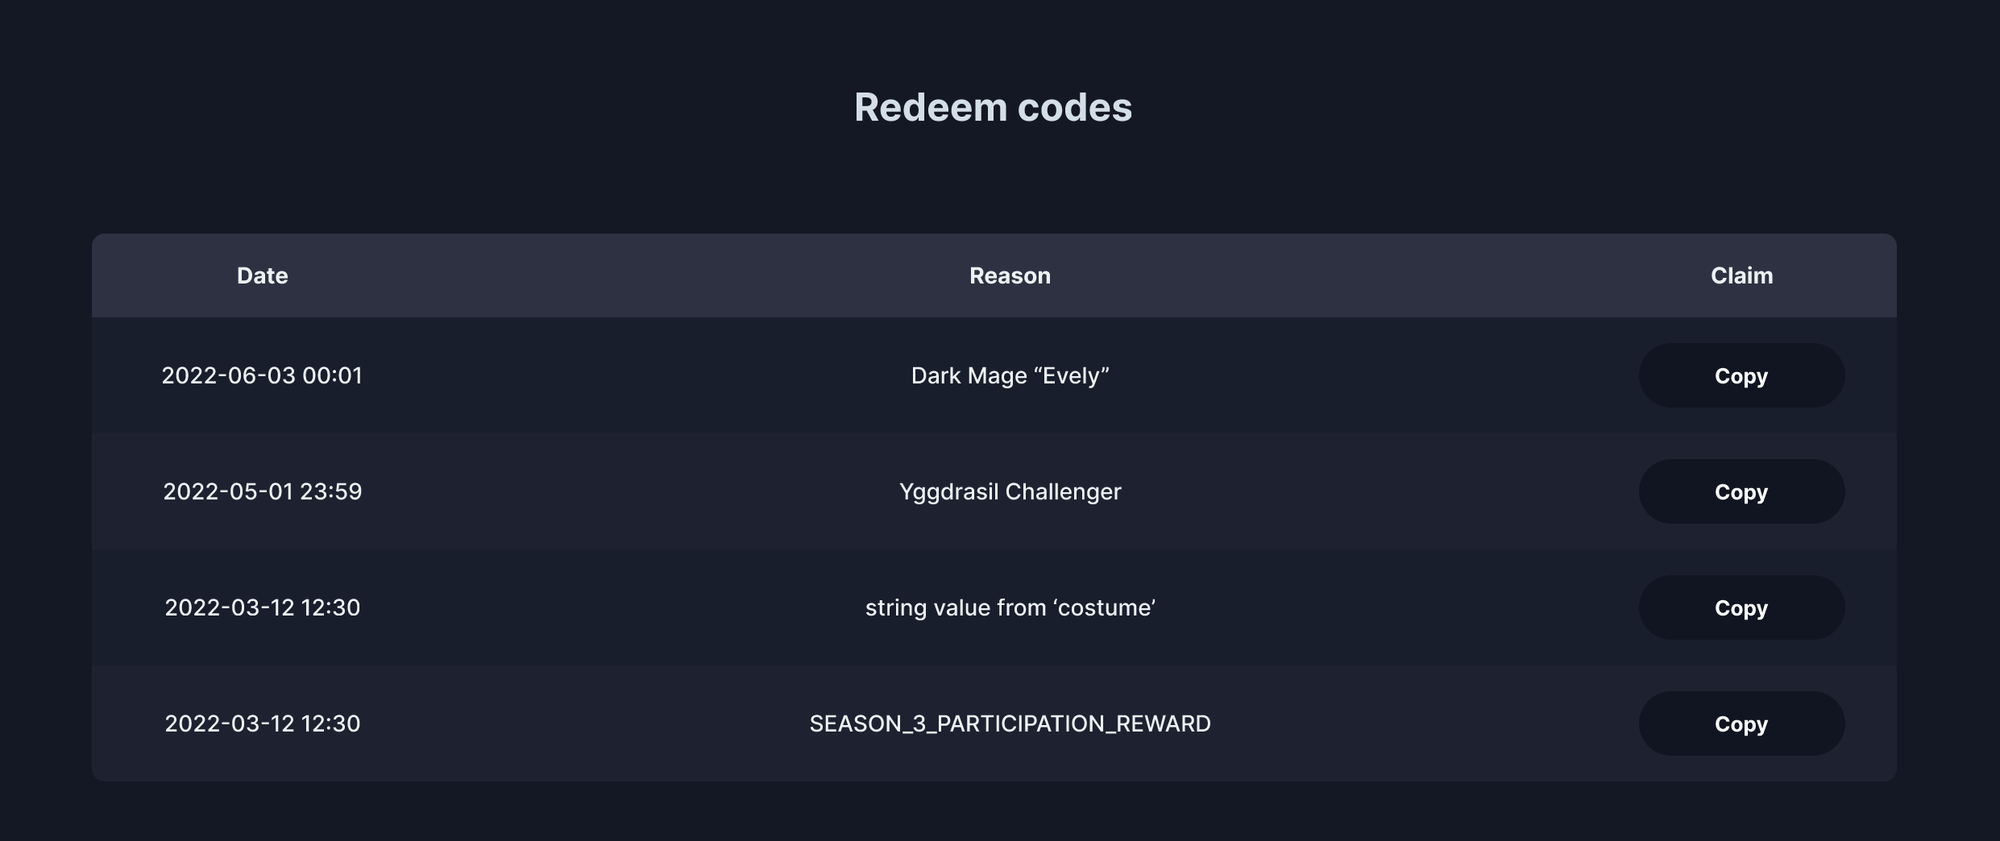 Redeem codes
Date Reason Claim
2022-06-03 00:01 Dark Mage “Evely” Copy
2022-05-01 23:59 Yggdrasil Challenger Copy
2022-03-12 12:30 string value from ‘costume’ Copy
2022-03-12 12:30 SEASON_3_PARTICIPATION_REWARD Copy